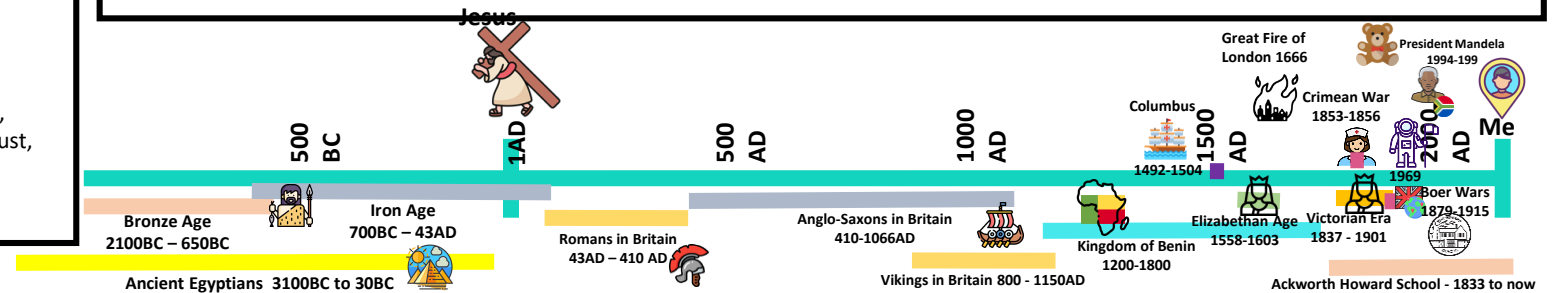 ,
ust,
Jesus
500
BC
1AD
500
AD
1000
AD
Columbus
1492-1504
1500
AD
Great Fire of
London 1666
Crimean War
1853-1856
President Mandela
1994-199
1969
2000
AD
Me
Boer Wars
1879-1915
Bronze Age
2100BC – 650BC
Iron Age
700BC – 43AD
Romans in Britain
43AD – 410 AD
Anglo-Saxons in Britain
410-1066AD
Kingdom of Benin
1200-1800
Elizabethan Age
1558-1603
Victorian Era
1837 - 1901
Ancient Egyptians 3100BC to 30BC
Vikings in Britain 800 - 1150AD
Ackworth Howard School - 1833 to now